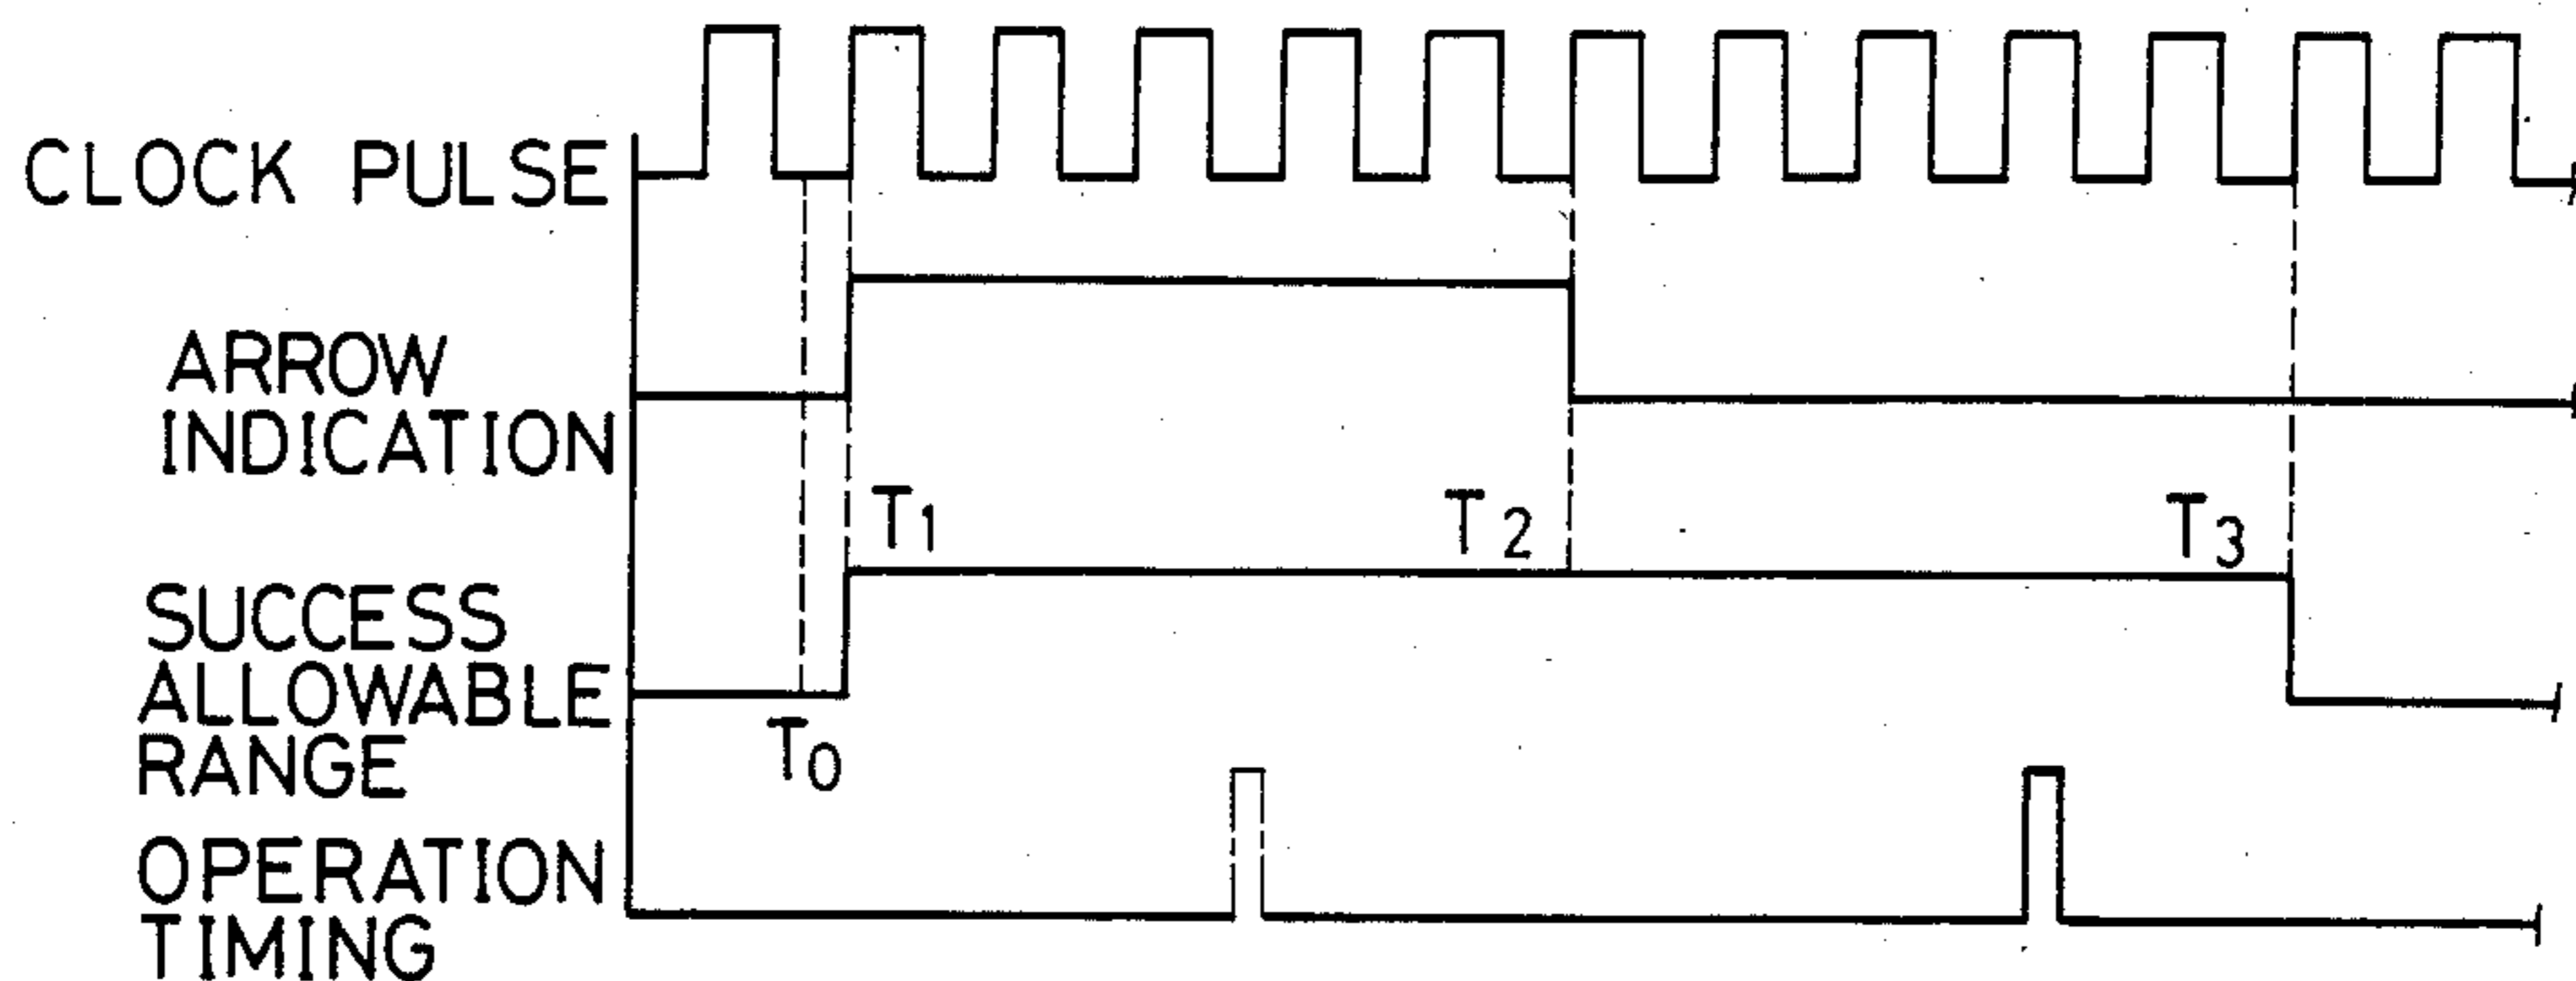 CLOCK PULSE
ARROW
INDICATION
T1
T2
T3
SUCCESS
ALLOWABLE
RANGE
T0
OPERATION
TIMING